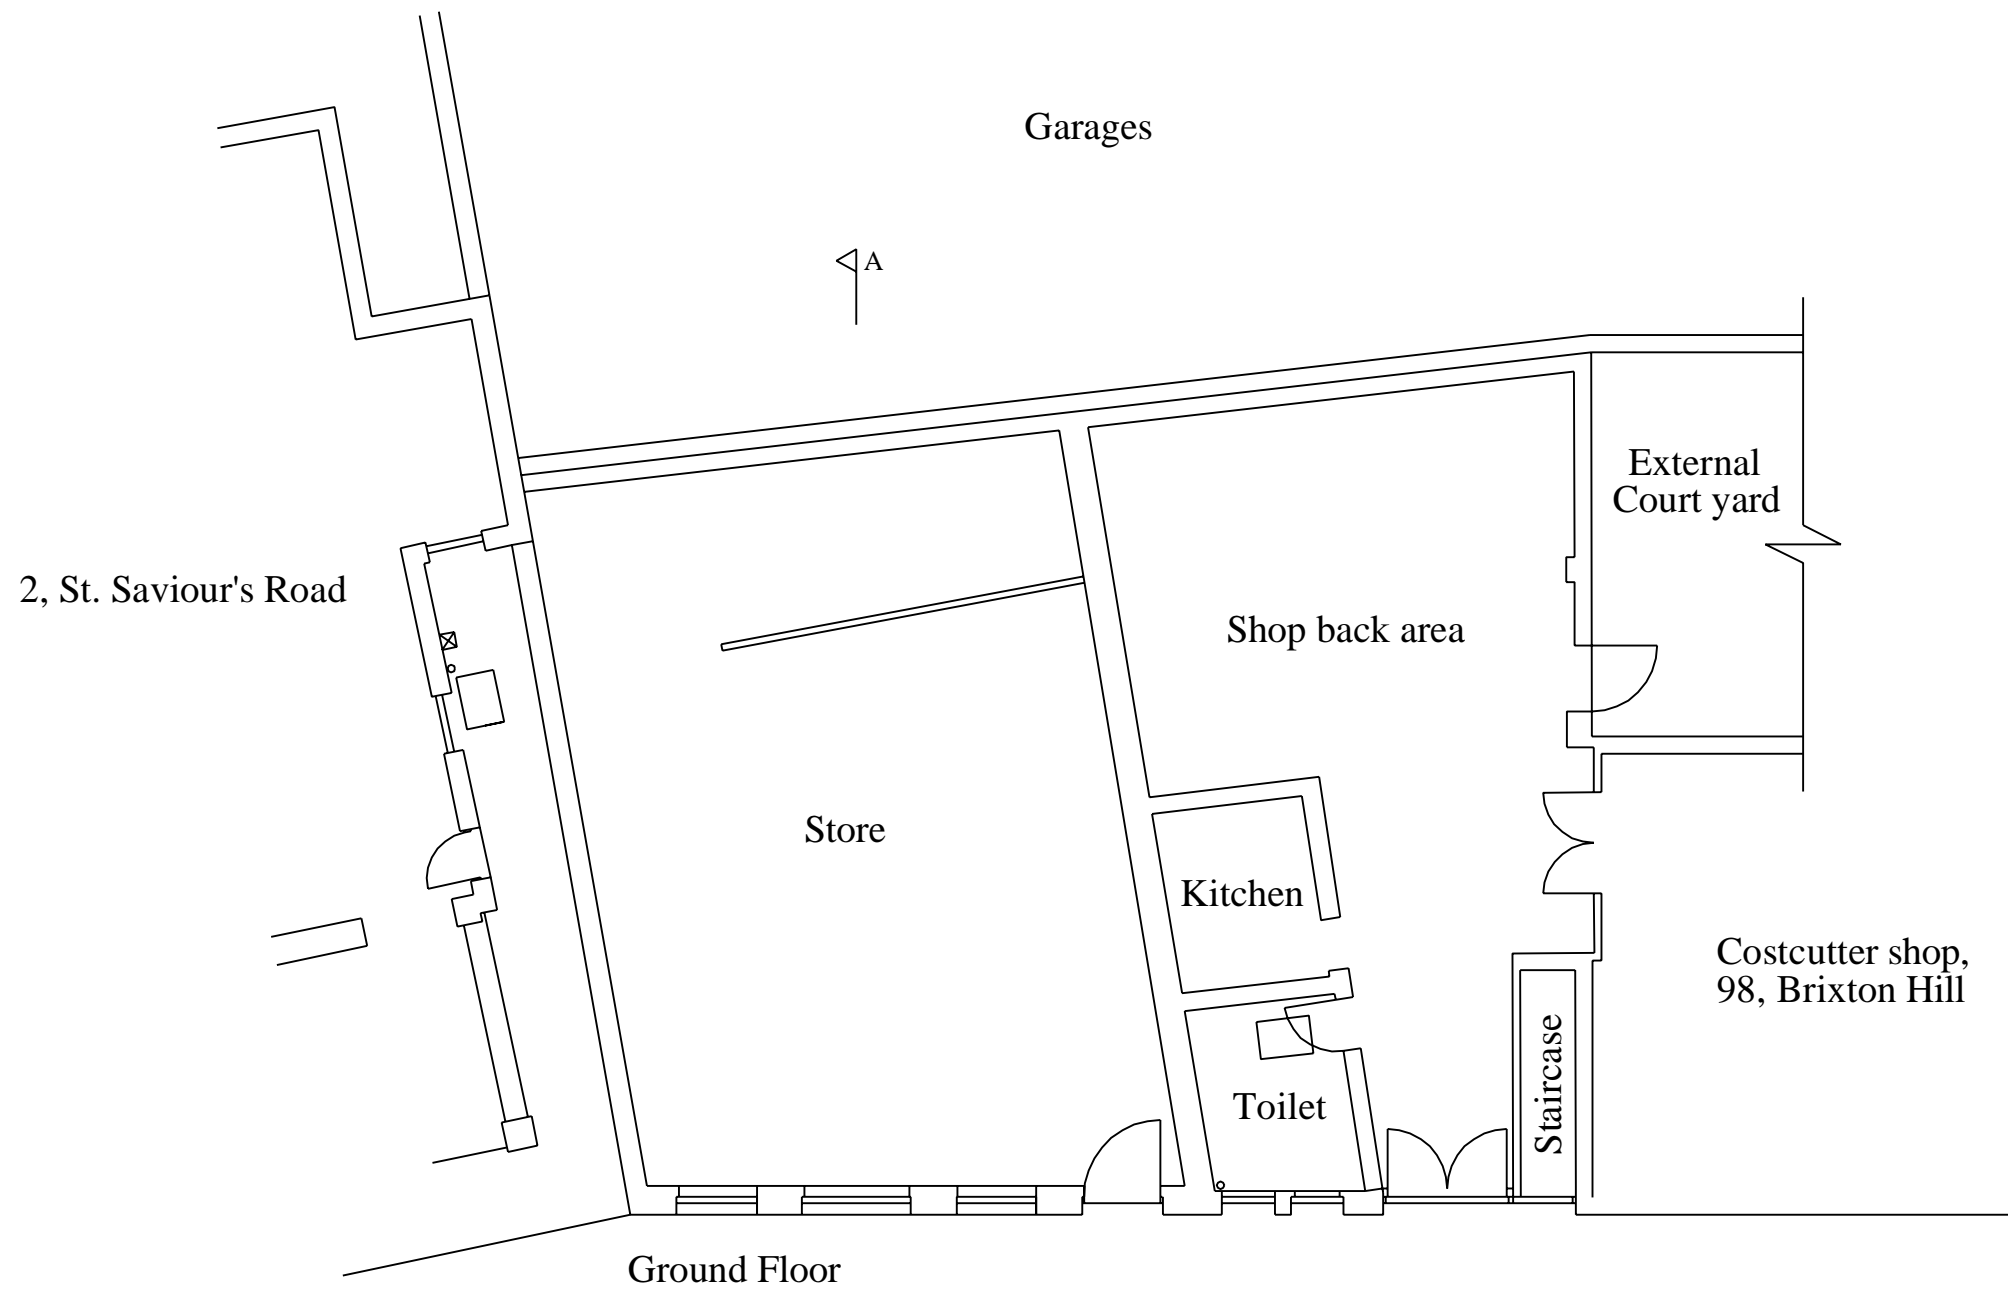 Garages
A
External
Court yard
2, St. Saviour's Road
Shop back area
Store
Kitchen
Costcutter shop,
98, Brixton Hill
Staircase
Toilet
Ground Floor